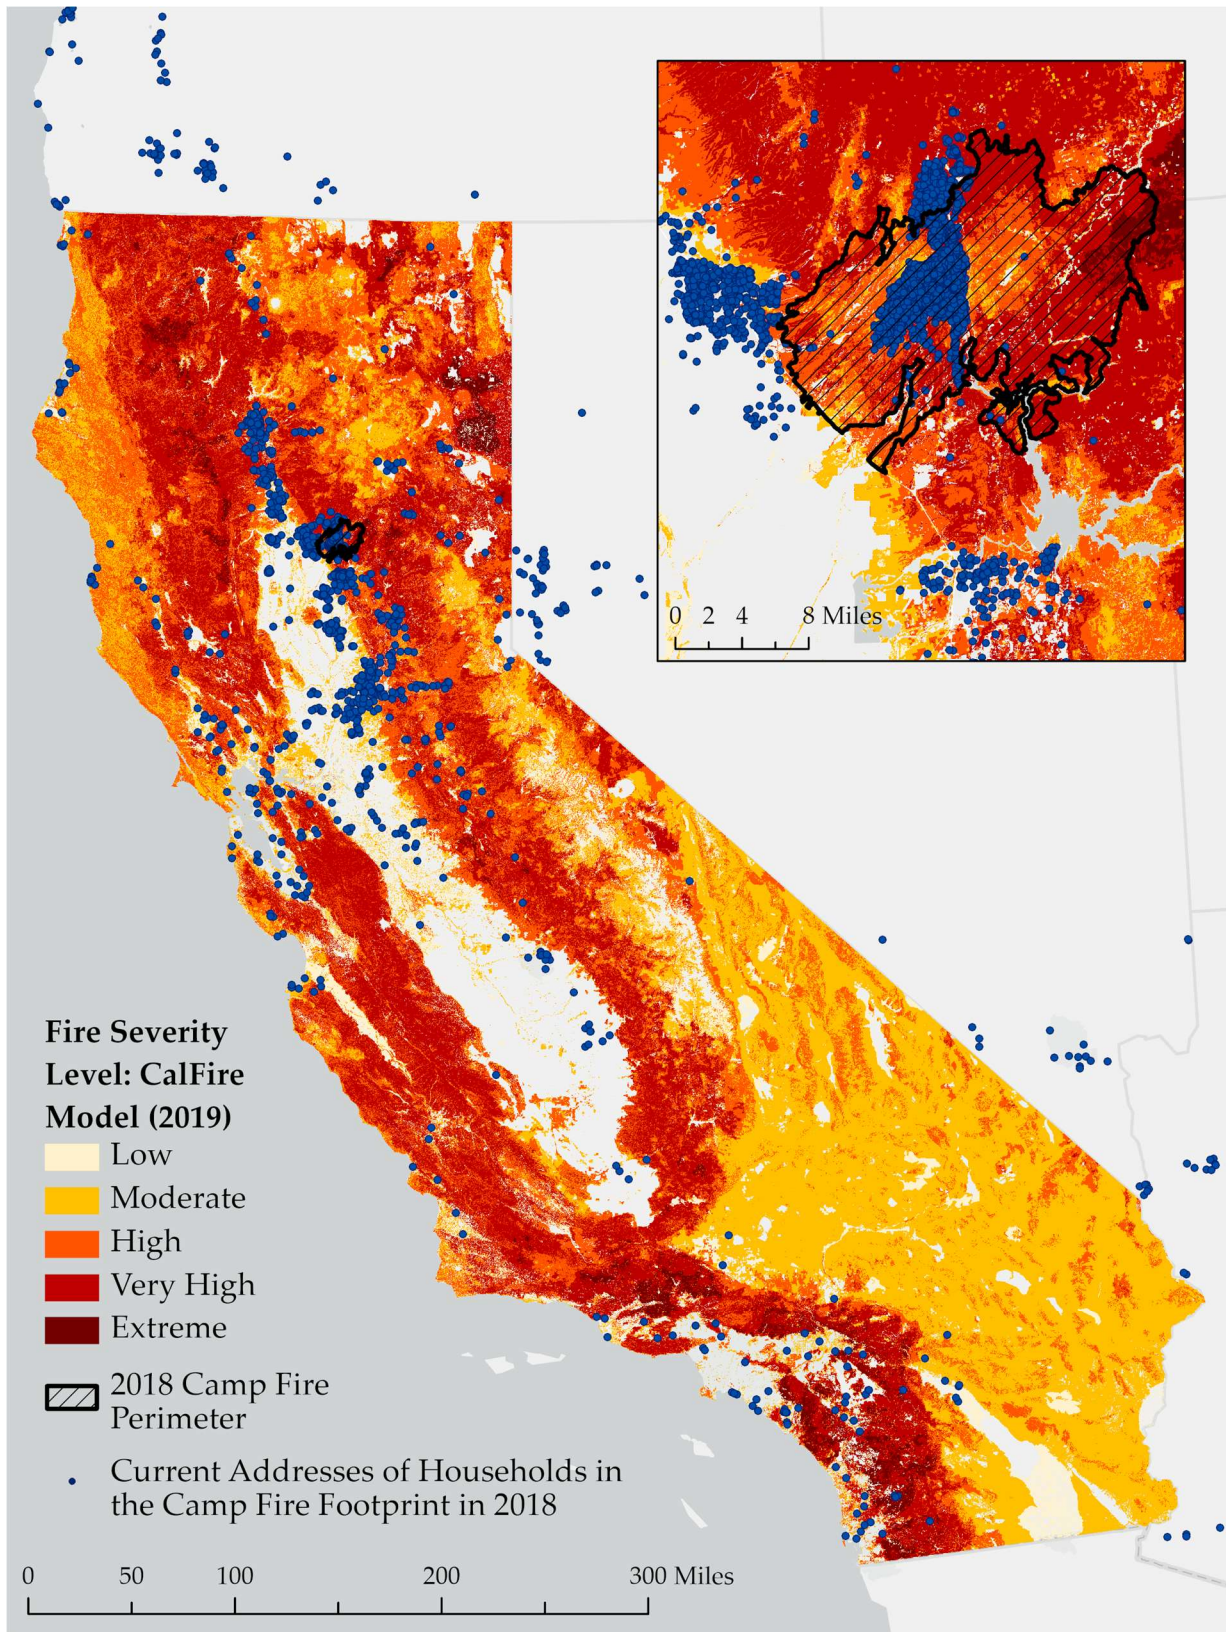 0 2 4 8 Miles
Fire Severity
Level: CalFire
Model (2019)
Low
Moderate
High
Very High
Extreme
2018 Camp Fire
Perimeter
Current Addresses of Households in
the Camp Fire Footprint in 2018
0 50 100 200 300 Miles